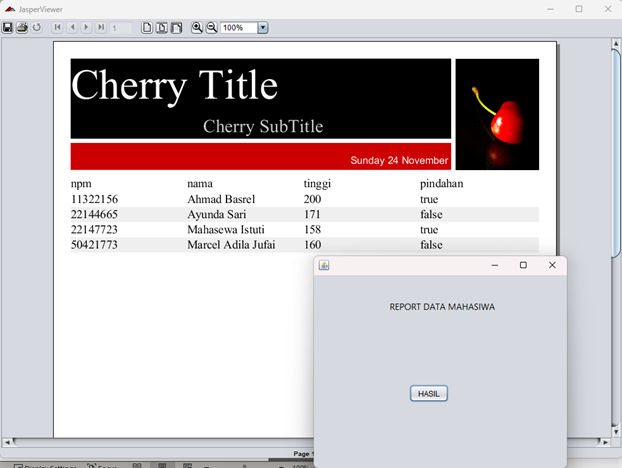 JasperViewer
1
100%
Cherry Title
Cherry SubTitle
Sunday 24 November
npm nama tinggi pindahan
11322156 Ahmad Basrel 200 true
22144665 Ayunda Sari 171 false
22147723 Mahasewa Istuti 158 true
50421773 Marcel Adila Jufai 160 false
REPORT DATA MAHASIWA
HASIL
Page 1